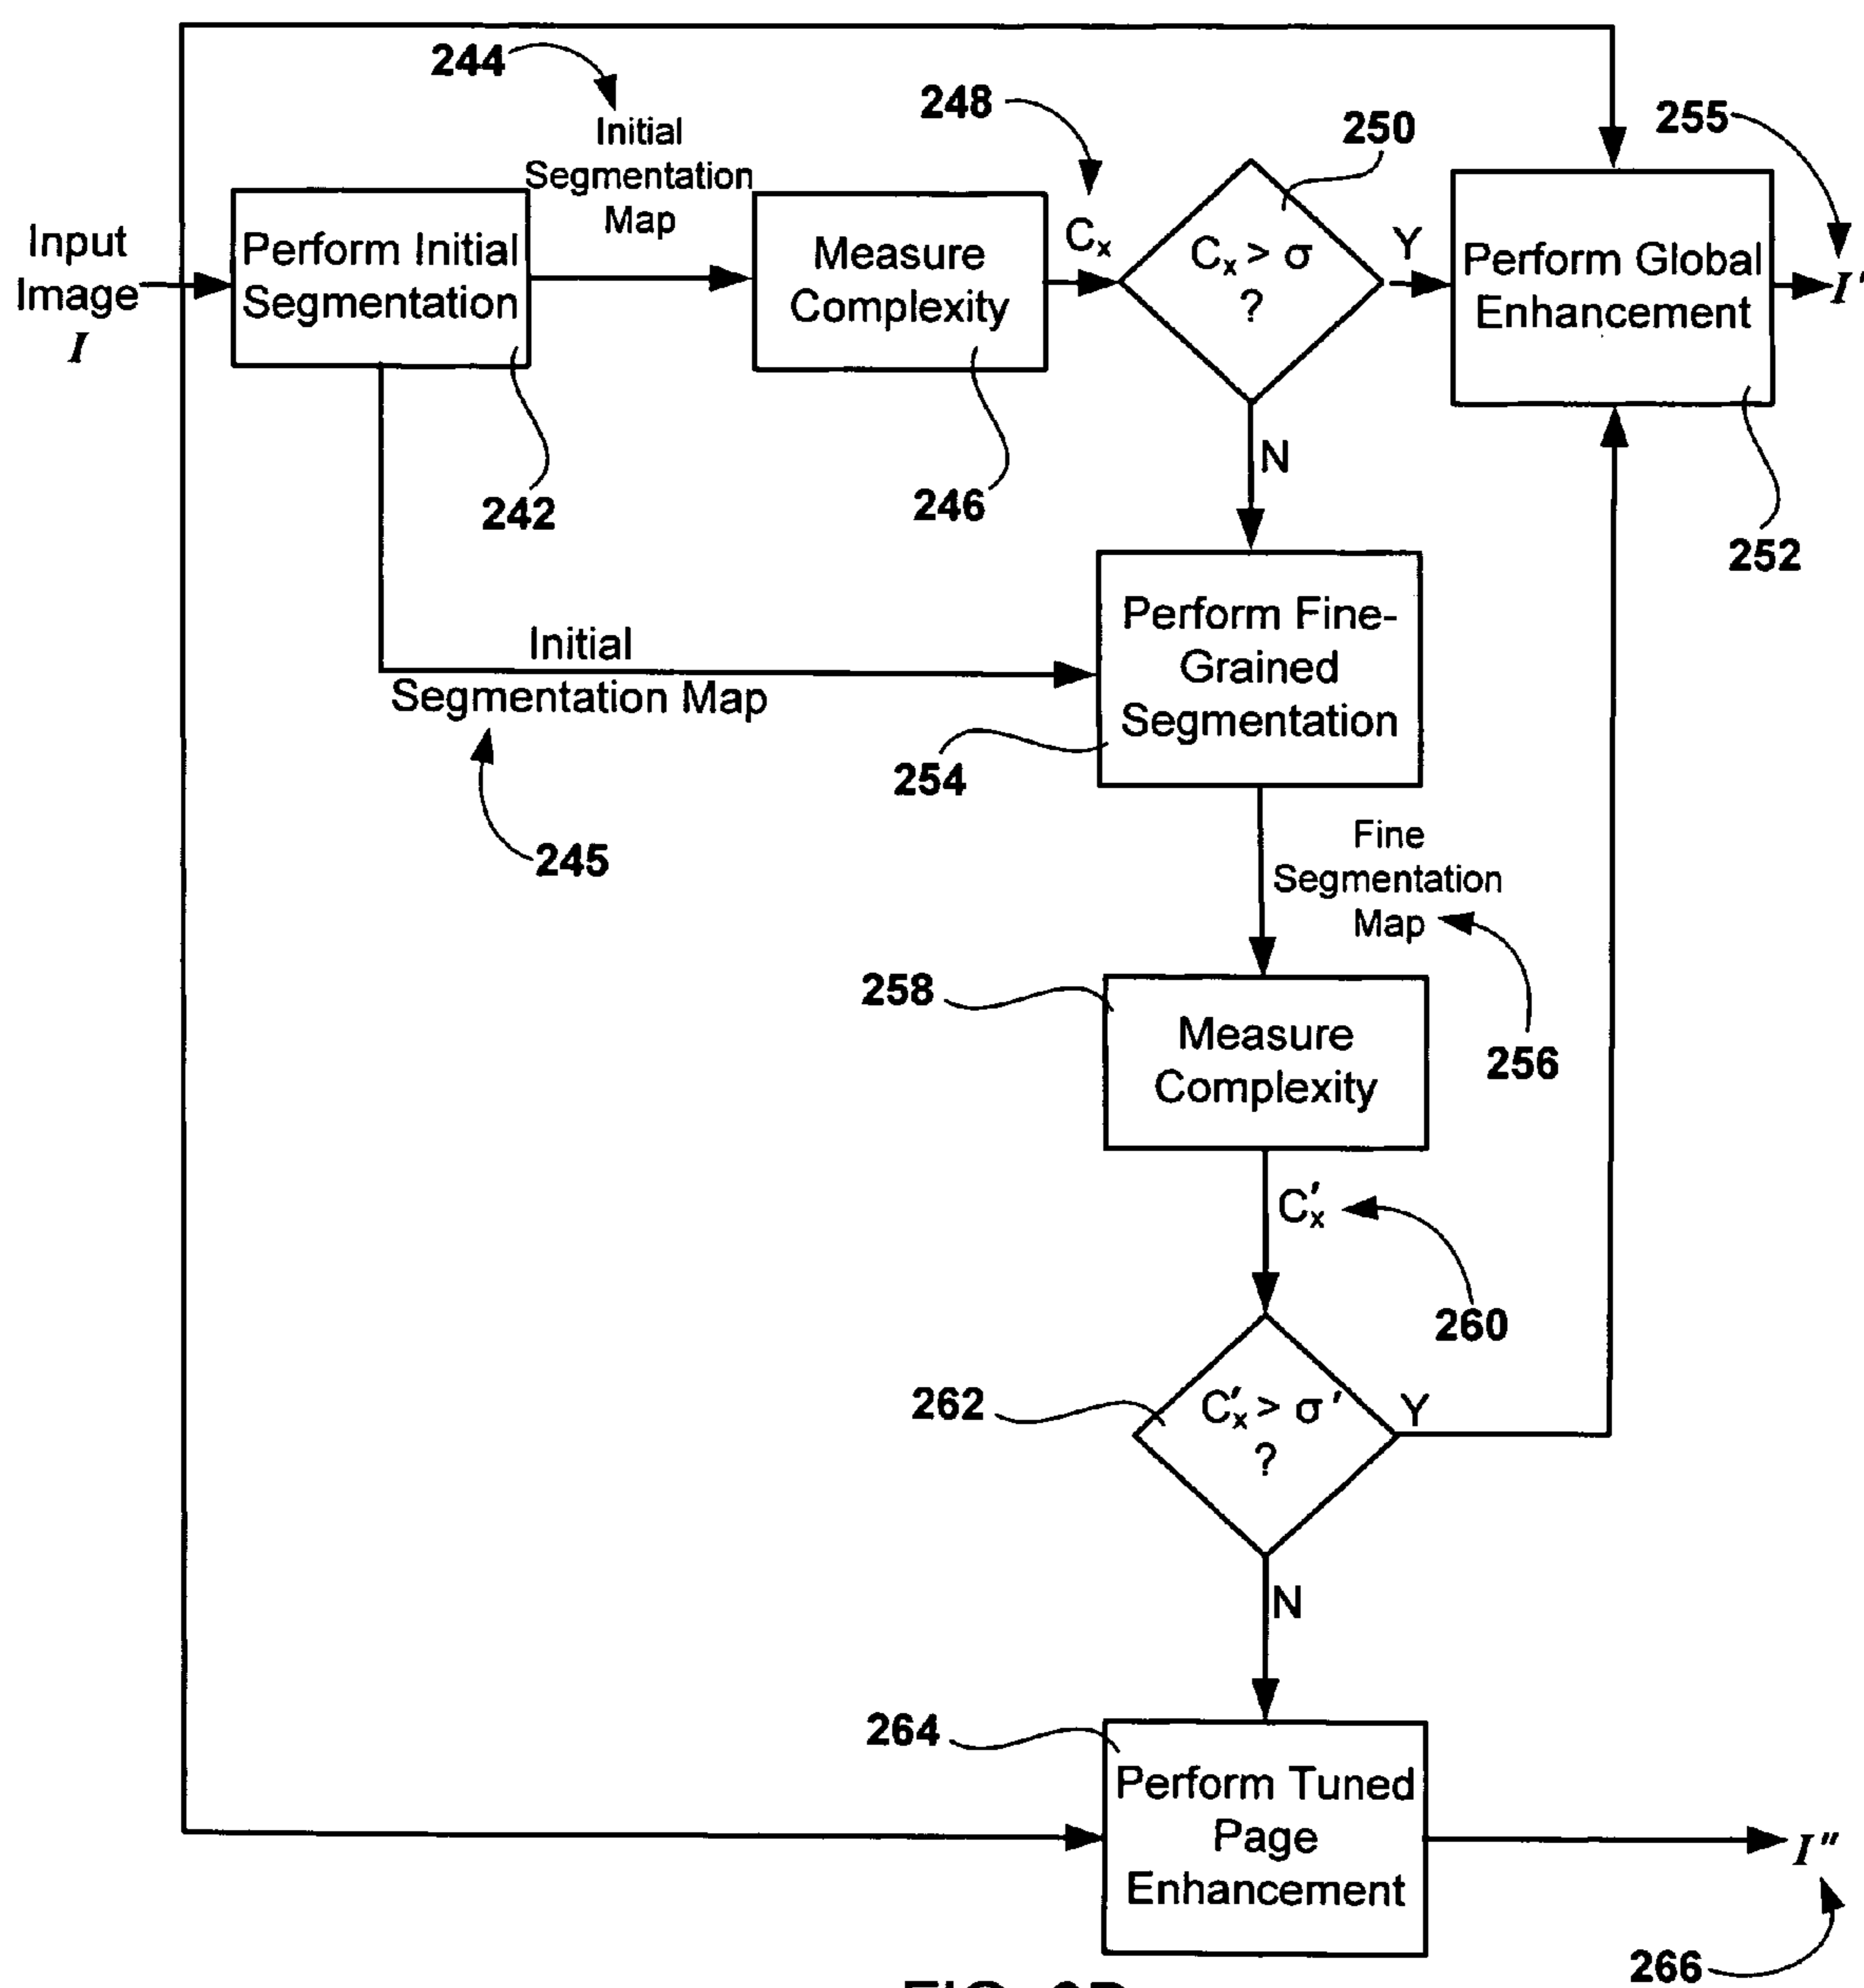 244
Initial
Segmentation
Map
248
250
255
Input
Image
I
Perform Initial
Segmentation
Measure
Complexity
Cx
Cx > σ
?
Y
Perform Global
Enhancement
I'
N
242
246
252
Initial
Segmentation Map
245
Perform Fine-
Grained
Segmentation
254
Fine
Segmentation
Map
256
258
Measure
Complexity
C'x
260
262
C'x > σ'
?
Y
N
264
Perform Tuned
Page
Enhancement
I"
266